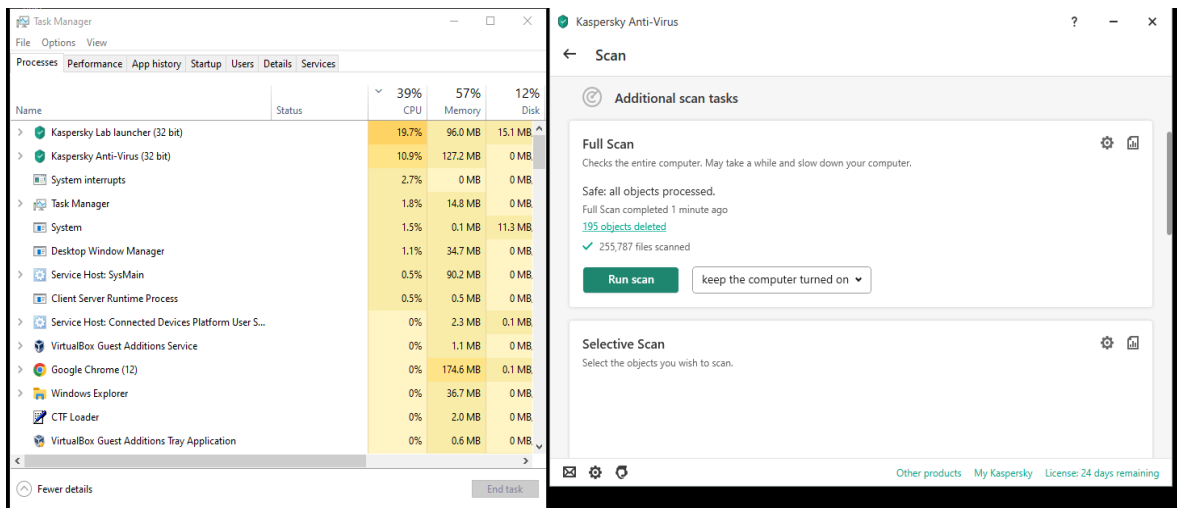 Task Manager
File Options View
Processes Performance App history Startup Users Details Services
39% 57% 12%
Name Status CPU Memory Disk
Kaspersky Lab launcher (32 bit) 19.7% 96.0 MB 15.1 MB
Kaspersky Anti-Virus (32 bit) 10.9% 127.2 MB 0 MB
System interrupts 2.7% 0 MB 0 MB
Task Manager 1.8% 14.8 MB 0 MB
System 1.5% 0.1 MB 11.3 MB
Desktop Window Manager 1.1% 34.7 MB 0 MB
Service Host: SysMain 0.5% 90.2 MB 0 MB
Client Server Runtime Process 0.5% 0.5 MB 0 MB
Service Host: Connected Devices Platform User S... 0% 2.3 MB 0.1 MB
VirtualBox Guest Additions Service 0% 1.1 MB 0 MB
Google Chrome (12) 0% 174.6 MB 0.1 MB
Windows Explorer 0% 36.7 MB 0 MB
CTF Loader 0% 2.0 MB 0 MB
VirtualBox Guest Additions Tray Application 0% 0.6 MB 0 MB
Fewer details End task
Kaspersky Anti-Virus ?
Scan
Additional scan tasks
Full Scan
Checks the entire computer. May take a while and slow down your computer.
Safe: all objects processed.
Full Scan completed 1 minute ago
195 objects deleted
255,787 files scanned
Run scan keep the computer turned on
Selective Scan
Select the objects you wish to scan.
Other products My Kaspersky License: 24 days remaining